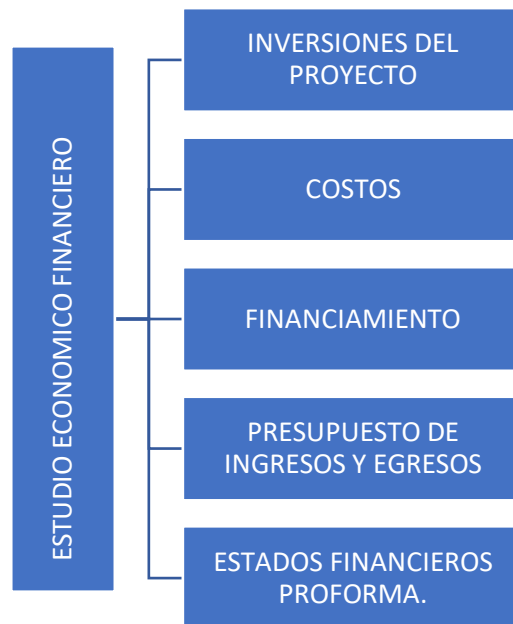 ESTUDIO ECONOMICO FINANCIERO
INVERSIONES DEL
PROYECTO
COSTOS
FINANCIAMIENTO
PRESUPUESTO DE
INGRESOS Y EGRESOS
ESTADOS FINANCIEROS
PROFORMA.